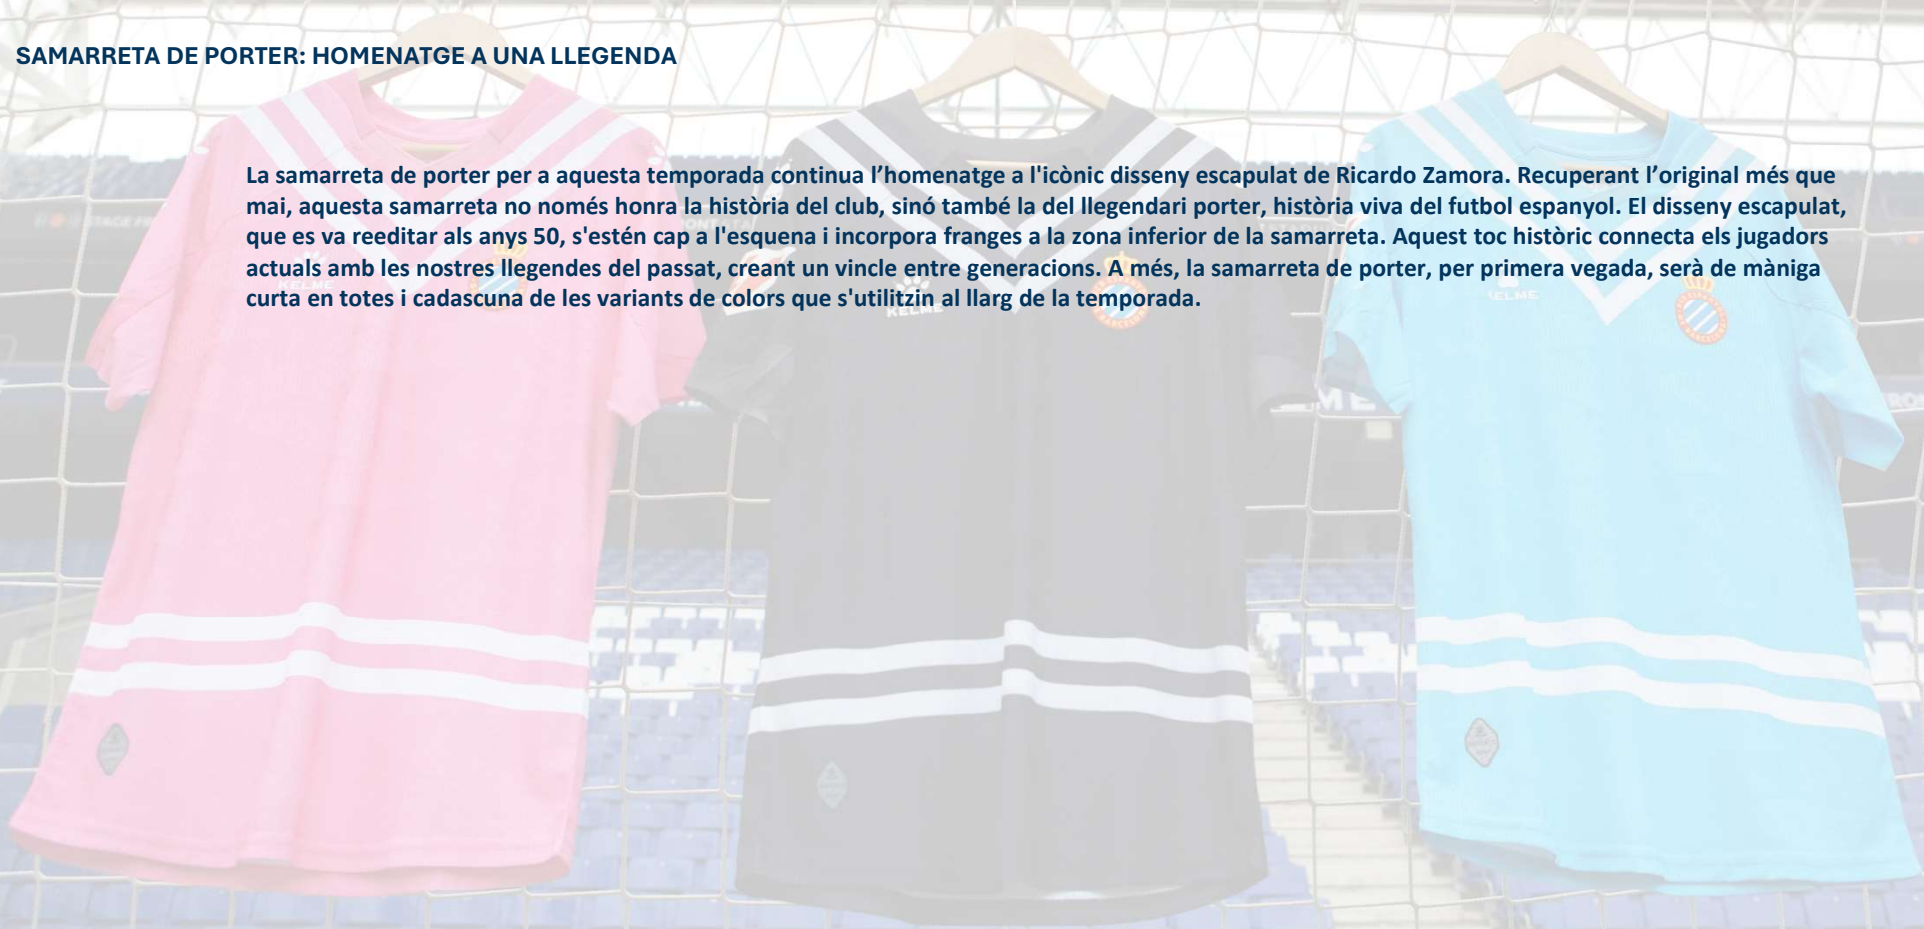 SAMARRETA DE PORTER: HOMENATGE A UNA LLEGENDA
La samarreta de porter per a aquesta temporada continua l’homenatge a l'icònic disseny escapulat de Ricardo Zamora. Recuperant l’original més que
mai, aquesta samarreta no només honra la història del club, sinó també la del llegendari porter, història viva del futbol espanyol. El disseny escapulat,
que es va reeditar als anys 50, s'estén cap a l'esquena i incorpora franges a la zona inferior de la samarreta. Aquest toc històric connecta els jugadors
actuals amb les nostres llegendes del passat, creant un vincle entre generacions. A més, la samarreta de porter, per primera vegada, serà de màniga
curta en totes i cadascuna de les variants de colors que s'utilitzin al llarg de la temporada.
KELME
KELME
KELME